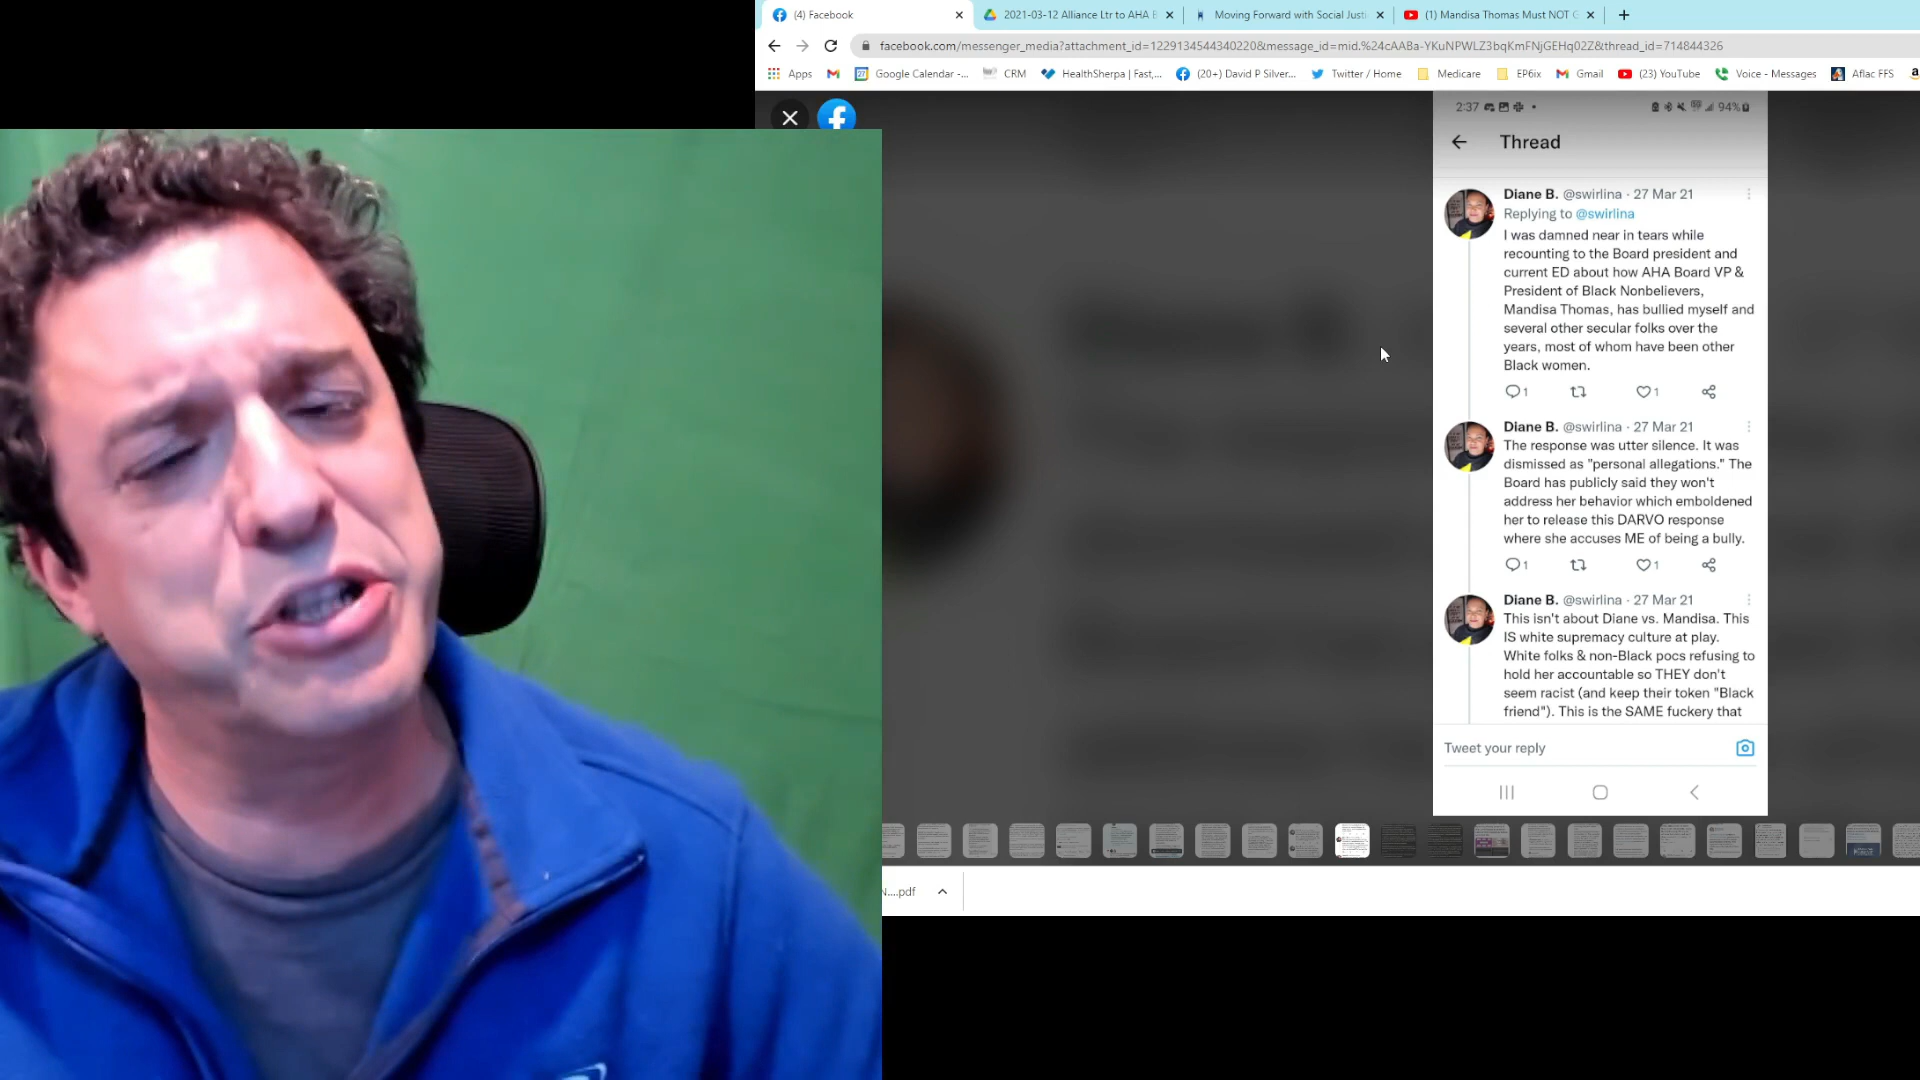 (4) Facebook
2021-03-12 Alliance Ltr to AHA B
Moving Forward with Social Justi
(1) Mandisa Thomas Must NOT G
facebook.com/messenger_media?attachment_id=1229134544340220&message_id=mid.%24cAABa-YKuNPWLZ3bqKmFNjGEHq02Z&thread_id=714844326
Apps
Google Calendar -...
CRM
HealthSherpa | Fast,...
(20+) David P Silver...
Twitter / Home
Medicare
EP6ix
Gmail
(23) YouTube
Voice - Messages
Aflac FFS
2:37
94%
Thread
Diane B. @swirlina · 27 Mar 21
Replying to @swirlina
I was damned near in tears while
recounting to the Board president and
current ED about how AHA Board VP &
President of Black Nonbelievers,
Mandisa Thomas, has bullied myself and
several other secular folks over the
years, most of whom have been other
Black women.
1
1
Diane B. @swirlina · 27 Mar 21
The response was utter silence. It was
dismissed as "personal allegations." The
Board has publicly said they won't
address her behavior which emboldened
her to release this DARVO response
where she accuses ME of being a bully.
1
1
Diane B. @swirlina · 27 Mar 21
This isn't about Diane vs. Mandisa. This
IS white supremacy culture at play.
White folks & non-Black pocs refusing to
hold her accountable so THEY don't
seem racist (and keep their token "Black
friend"). This is the SAME fuckery that
Tweet your reply
N....pdf